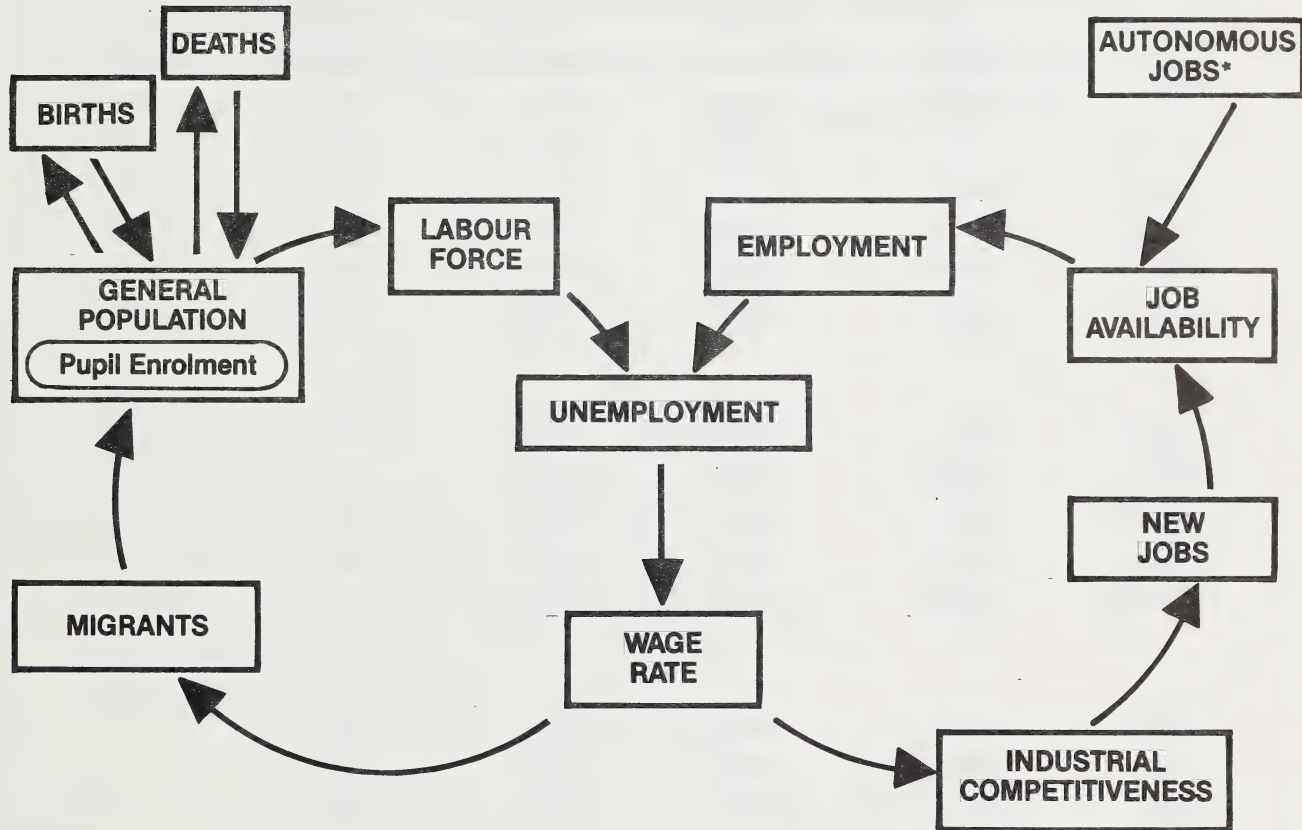 DEATHS
AUTONOMOUS
JOBS*
BIRTHS
LABOUR
FORCE
EMPLOYMENT
GENERAL
POPULATION
Pupil Enrolment
JOB
AVAILABILITY
UNEMPLOYMENT
NEW
JOBS
MIGRANTS
WAGE
RATE
INDUSTRIAL
COMPETITIVENESS